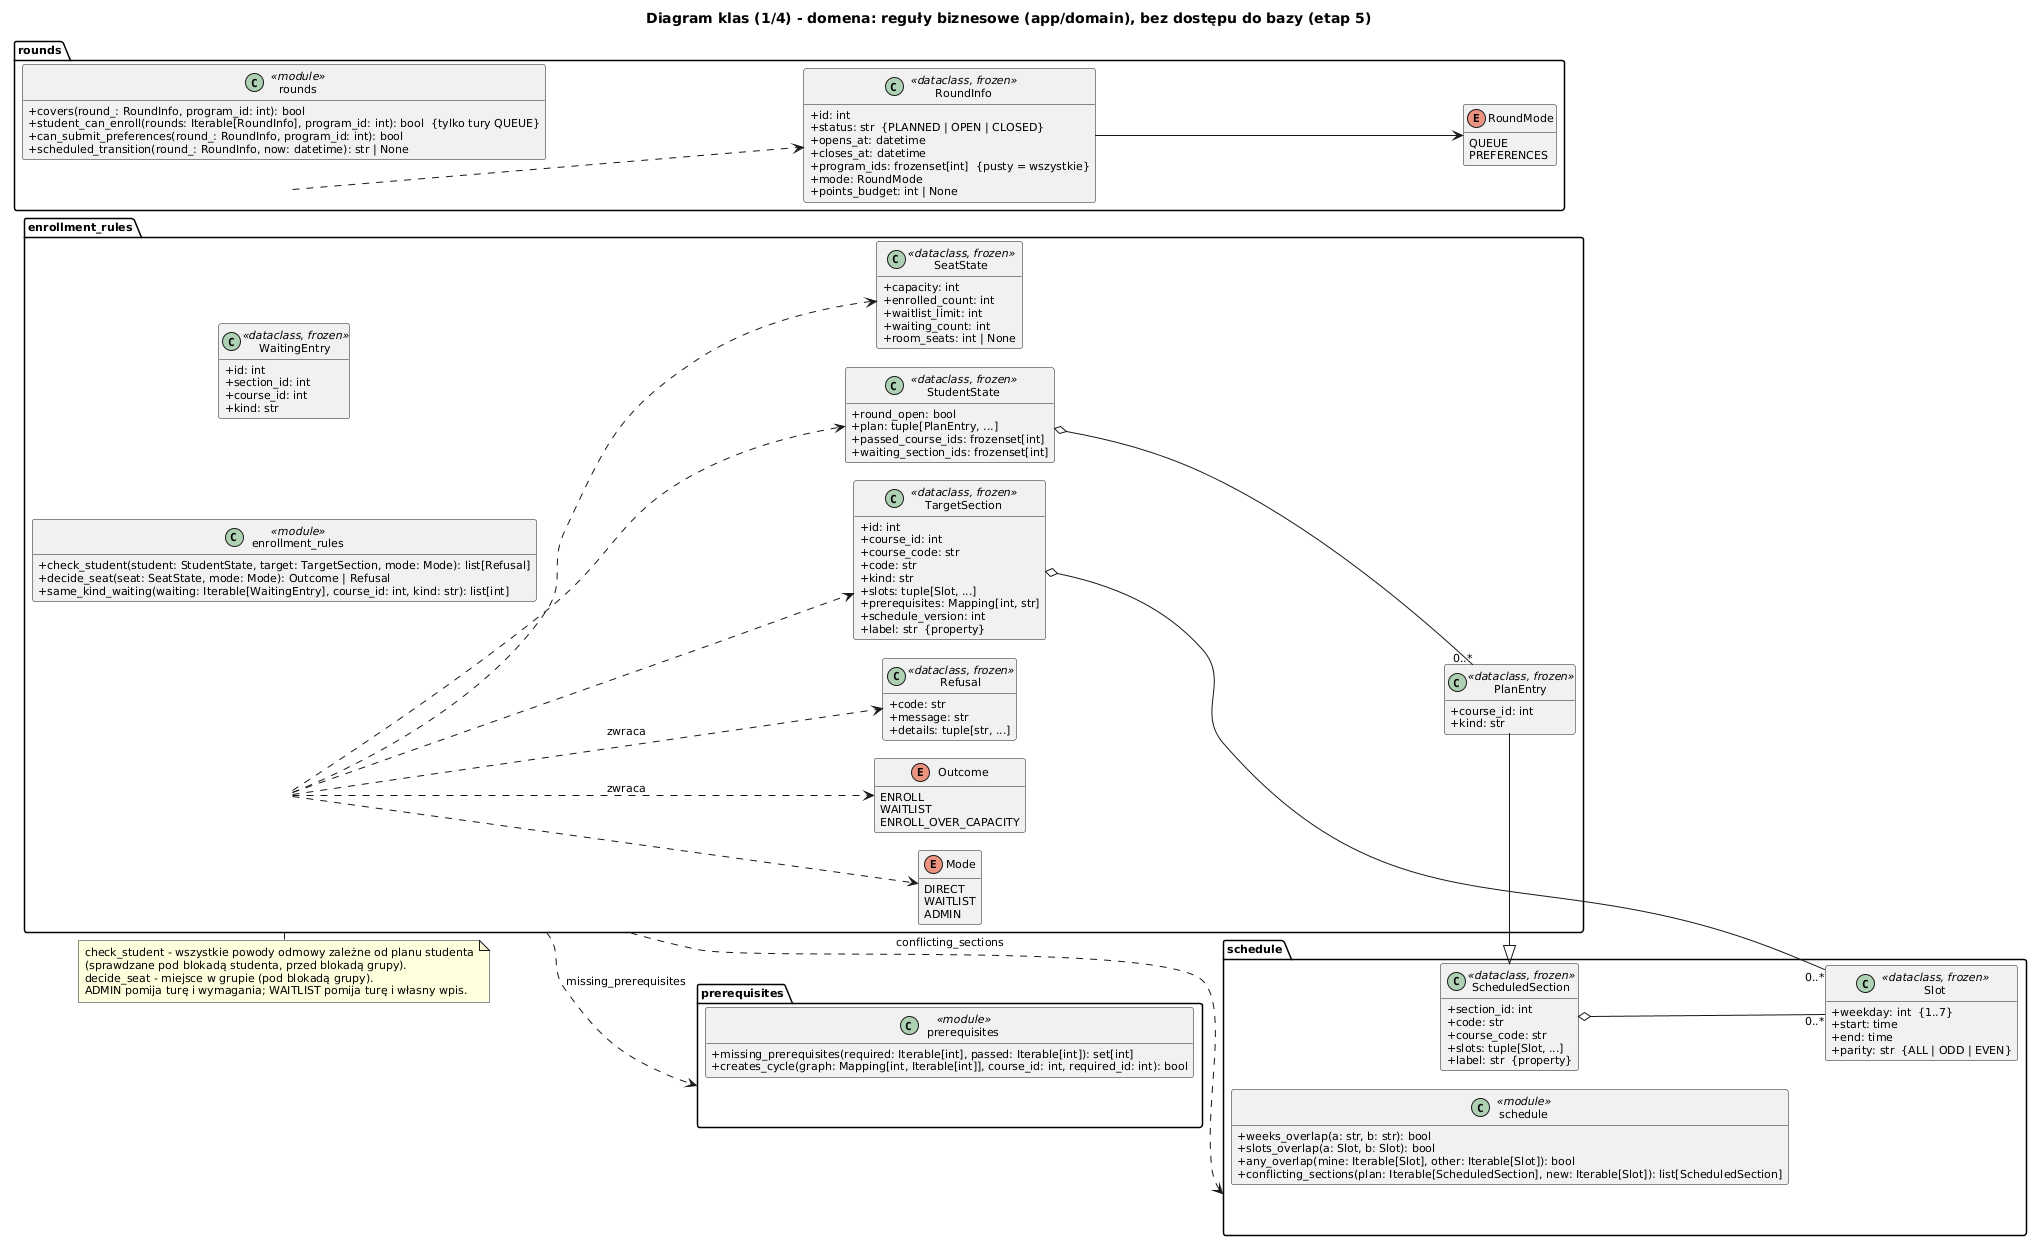 Diagram klas (1/4) - domena: reguły biznesowe (app/domain), bez dostępu do bazy (etap 5)
rounds
«module»
rounds
+covers(round_: RoundInfo, program_id: int): bool
+student_can_enroll(rounds: Iterable[RoundInfo], program_id: int): bool  {tylko tury QUEUE}
+can_submit_preferences(round_: RoundInfo, program_id: int): bool
+scheduled_transition(round_: RoundInfo, now: datetime): str | None
«dataclass, frozen»
RoundInfo
+id: int
+status: str  {PLANNED | OPEN | CLOSED}
+opens_at: datetime
+closes_at: datetime
+program_ids: frozenset[int]  {pusty = wszystkie}
+mode: RoundMode
+points_budget: int | None
RoundMode
QUEUE
PREFERENCES
enrollment_rules
«dataclass, frozen»
SeatState
+capacity: int
+enrolled_count: int
+waitlist_limit: int
+waiting_count: int
+room_seats: int | None
«dataclass, frozen»
WaitingEntry
+id: int
+section_id: int
+course_id: int
+kind: str
«dataclass, frozen»
StudentState
+round_open: bool
+plan: tuple[PlanEntry, ...]
+passed_course_ids: frozenset[int]
+waiting_section_ids: frozenset[int]
«module»
enrollment_rules
+check_student(student: StudentState, target: TargetSection, mode: Mode): list[Refusal]
+decide_seat(seat: SeatState, mode: Mode): Outcome | Refusal
+same_kind_waiting(waiting: Iterable[WaitingEntry], course_id: int, kind: str): list[int]
«dataclass, frozen»
TargetSection
+id: int
+course_id: int
+course_code: str
+code: str
+kind: str
+slots: tuple[Slot, ...]
+prerequisites: Mapping[int, str]
+schedule_version: int
+label: str  {property}
0..*
«dataclass, frozen»
PlanEntry
+course_id: int
+kind: str
«dataclass, frozen»
Refusal
+code: str
+message: str
+details: tuple[str, ...]
zwraca
zwraca
Outcome
ENROLL
WAITLIST
ENROLL_OVER_CAPACITY
Mode
DIRECT
WAITLIST
ADMIN
check_student - wszystkie powody odmowy zależne od planu studenta
(sprawdzane pod blokadą studenta, przed blokadą grupy).
decide_seat - miejsce w grupie (pod blokadą grupy).
ADMIN pomija turę i wymagania; WAITLIST pomija turę i własny wpis.
missing_prerequisites
conflicting_sections
prerequisites
«module»
prerequisites
+missing_prerequisites(required: Iterable[int], passed: Iterable[int]): set[int]
+creates_cycle(graph: Mapping[int, Iterable[int]], course_id: int, required_id: int): bool
schedule
«dataclass, frozen»
ScheduledSection
+section_id: int
+code: str
+course_code: str
+slots: tuple[Slot, ...]
+label: str  {property}
0..*
0..*
«dataclass, frozen»
Slot
+weekday: int  {1..7}
+start: time
+end: time
+parity: str  {ALL | ODD | EVEN}
«module»
schedule
+weeks_overlap(a: str, b: str): bool
+slots_overlap(a: Slot, b: Slot): bool
+any_overlap(mine: Iterable[Slot], other: Iterable[Slot]): bool
+conflicting_sections(plan: Iterable[ScheduledSection], new: Iterable[Slot]): list[ScheduledSection]